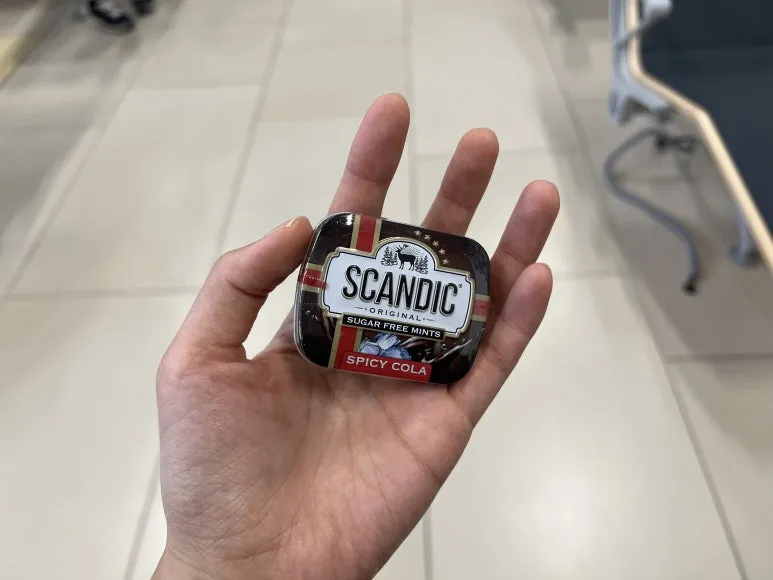 SCANDIC®
ORIGINAL
SUGAR FREE MINTS
SPICY COLA